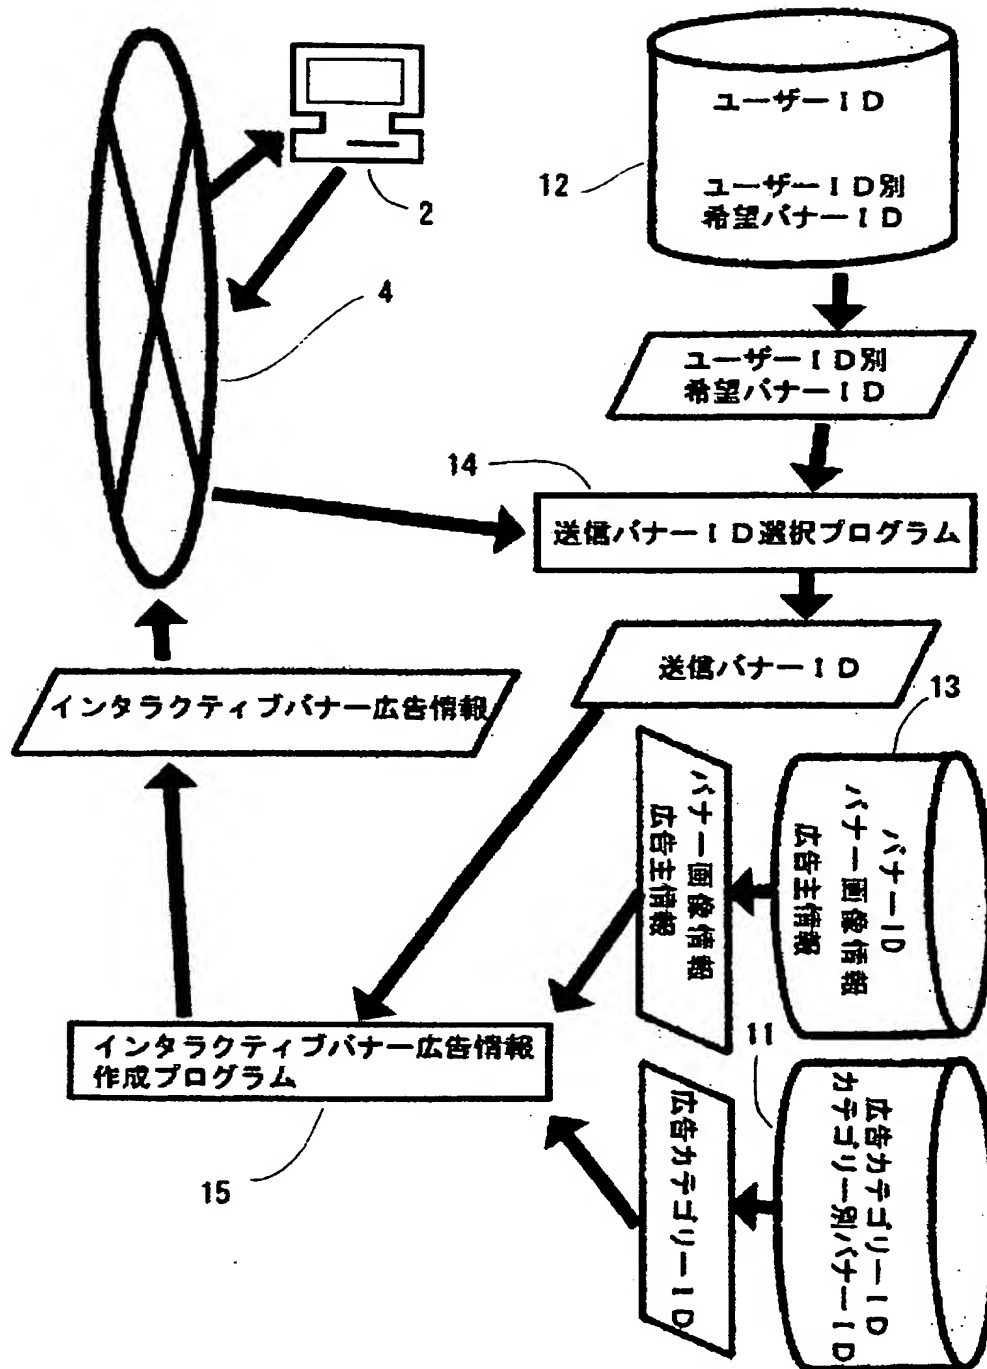 ユーザーID
ユーザーID別
希望バナーID
12
2
4
ユーザーID別
希望バナーID
14
送信バナーID選択プログラム
送信バナーID
インタラクティブバナー広告情報
13
バナーID
バナー画像情報
広告主情報
バナー画像情報
広告主情報
インタラクティブバナー広告情報
作成プログラム
15
11
広告カテゴリーID
カテゴリー別バナーID
広告カテゴリーID